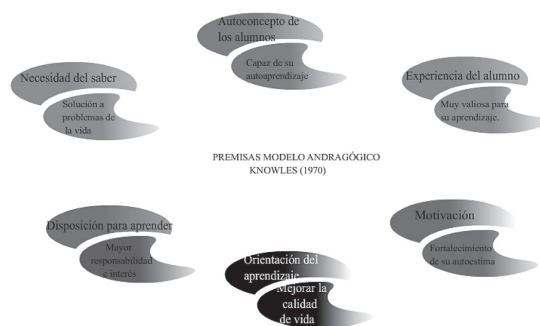 Autoconcepto de
los alumnos
Capaz de su
autoaprendizaje
Necesidad del saber
Solución a
problemas de
la vida
Experiencia del alumno
Muy valiosa para
su aprendizaje.
PREMISAS MODELO ANDRAGÓGICO
KNOWLES (1970)
Disposición para aprender
Mayor
responsabilidad
e interés
Orientación del
aprendizaje
Mejorar la
calidad
de vida
Motivación
Fortalecimiento
de su autoestima